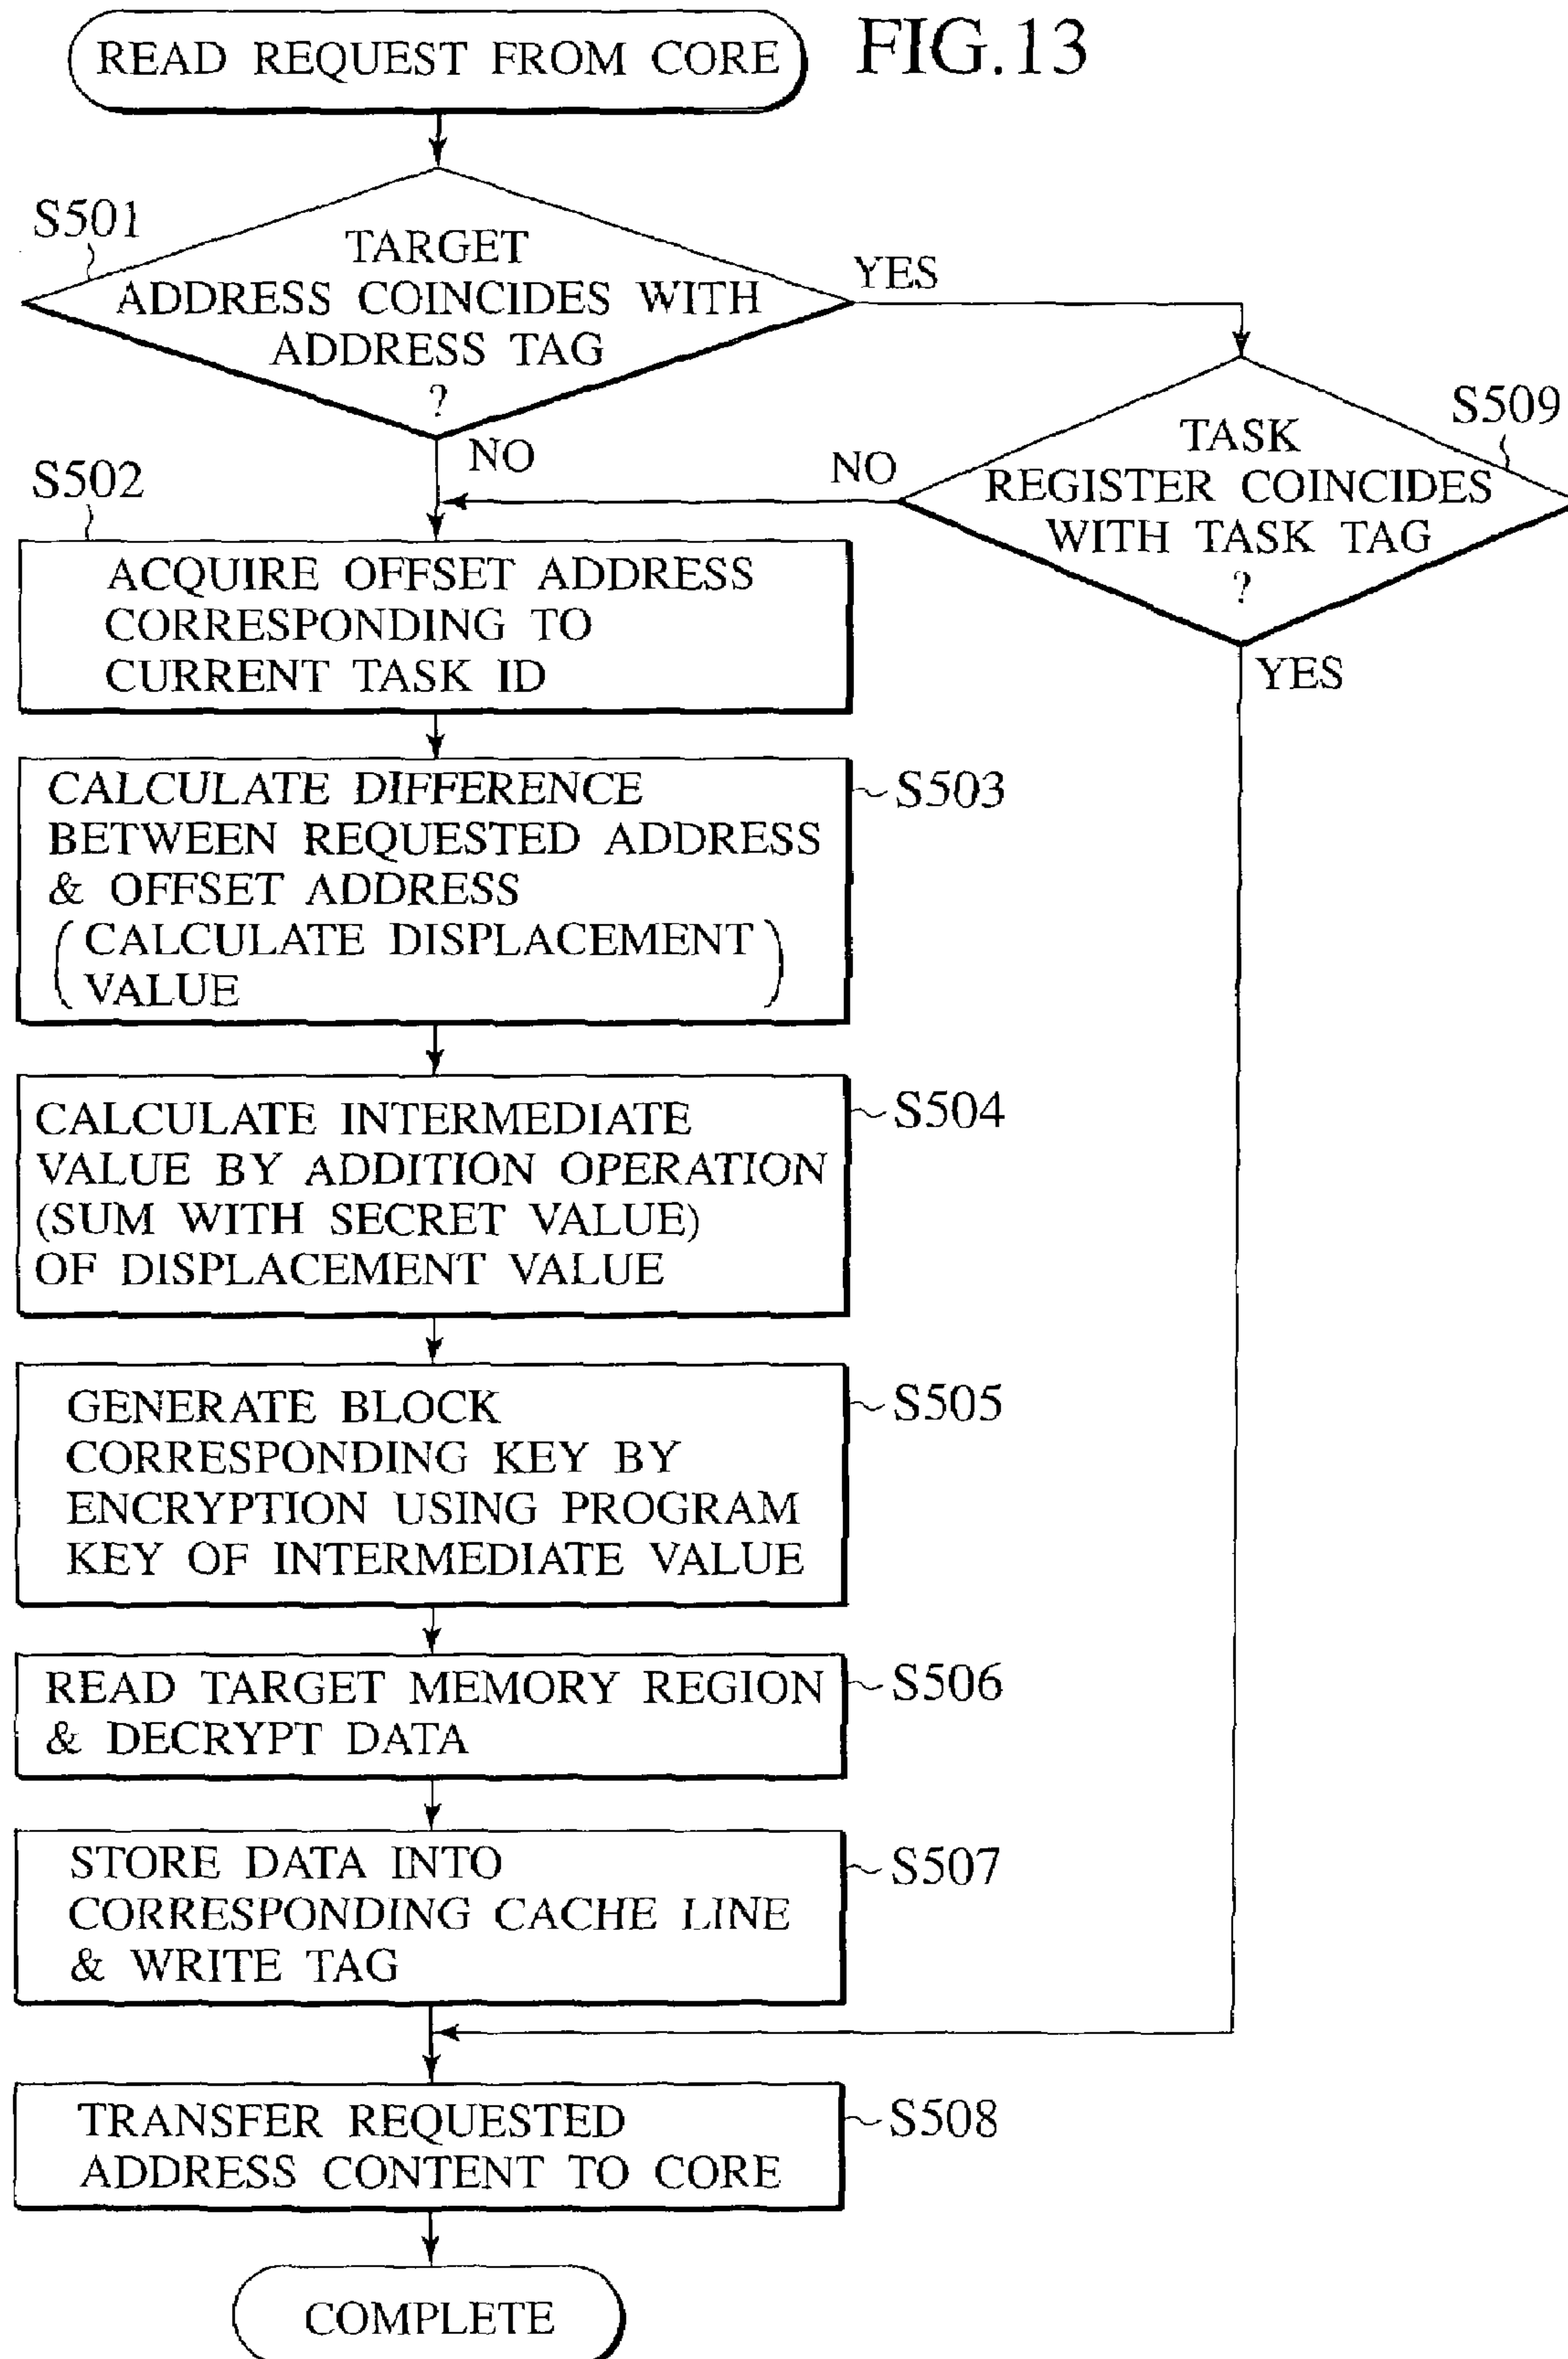 READ REQUEST FROM CORE
FIG.13
S501
TARGET
ADDRESS COINCIDES WITH
ADDRESS TAG
?
YES
NO
S509
TASK
REGISTER COINCIDES
WITH TASK TAG
?
NO
YES
S502
ACQUIRE OFFSET ADDRESS
CORRESPONDING TO
CURRENT TASK ID
CALCULATE DIFFERENCE
BETWEEN REQUESTED ADDRESS
& OFFSET ADDRESS
(CALCULATE DISPLACEMENT
VALUE)
S503
CALCULATE INTERMEDIATE
VALUE BY ADDITION OPERATION
(SUM WITH SECRET VALUE)
OF DISPLACEMENT VALUE
S504
GENERATE BLOCK
CORRESPONDING KEY BY
ENCRYPTION USING PROGRAM
KEY OF INTERMEDIATE VALUE
S505
READ TARGET MEMORY REGION
& DECRYPT DATA
S506
STORE DATA INTO
CORRESPONDING CACHE LINE
& WRITE TAG
S507
TRANSFER REQUESTED
ADDRESS CONTENT TO CORE
S508
COMPLETE